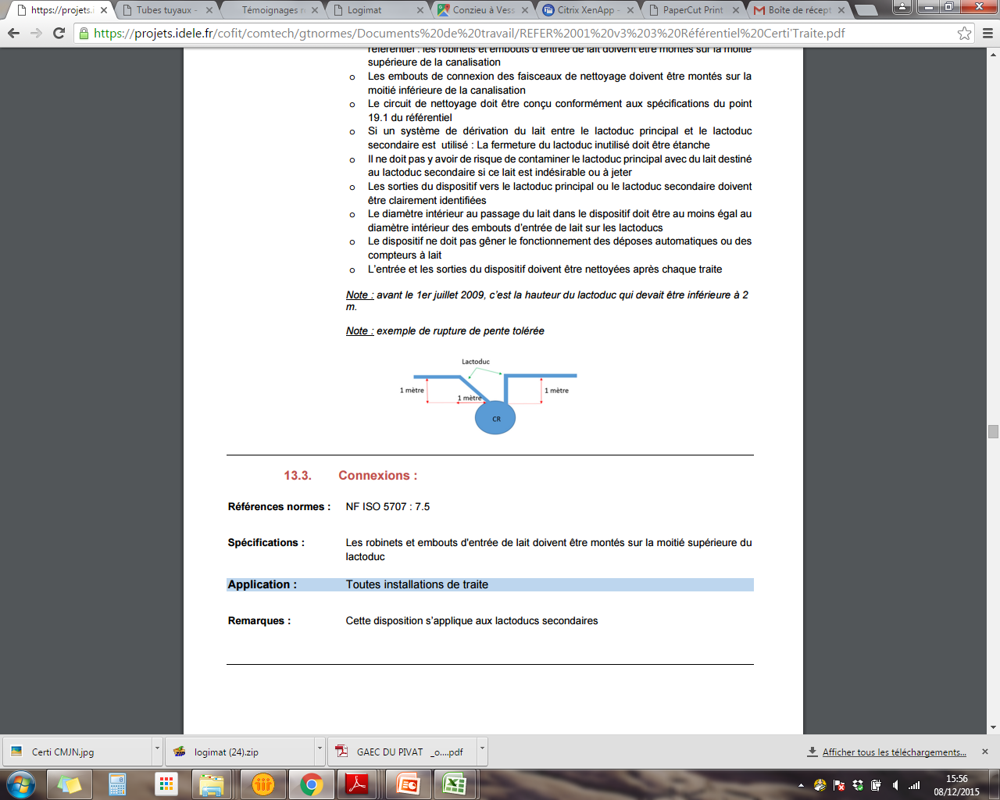 https://projets.i
Tubes tuyaux -
Témoignages r
Logimat
Conzieu à Vess
Citrix XenApp -
PaperCut Print
Boîte de récept
https://projets.idele.fr/cofit/comtech/gtnormes/Documents%20de%20travail/REFER%2001%20v3%203%20Référentiel%20Certi'Traite.pdf
référentiel : les robinets et embouts d'entrée de lait doivent être montés sur la moitié
supérieure de la canalisation
o Les embouts de connexion des faisceaux de nettoyage doivent être montés sur la
moitié inférieure de la canalisation
o Le circuit de nettoyage doit être conçu conformément aux spécifications du point
19.1 du référentiel
o Si un système de dérivation du lait entre le lactoduc principal et le lactoduc
secondaire est utilisé : La fermeture du lactoduc inutilisé doit être étanche
o Il ne doit pas y avoir de risque de contaminer le lactoduc principal avec du lait destiné
au lactoduc secondaire si ce lait est indésirable ou à jeter
o Les sorties du dispositif vers le lactoduc principal ou le lactoduc secondaire doivent
être clairement identifiées
o Le diamètre intérieur au passage du lait dans le dispositif doit être au moins égal au
diamètre intérieur des embouts d'entrée de lait sur les lactoducs
o Le dispositif ne doit pas gêner le fonctionnement des déposes automatiques ou des
compteurs à lait
o L'entrée et les sorties du dispositif doivent être nettoyées après chaque traite
Note : avant le 1er juillet 2009, c'est la hauteur du lactoduc qui devait être inférieure à 2
m.
Note : exemple de rupture de pente tolérée
Lactoduc
1 mètre
1 mètre
1 mètre
CR
13.3. Connexions :
Références normes : NF ISO 5707 : 7.5
Spécifications : Les robinets et embouts d'entrée de lait doivent être montés sur la moitié supérieure du
lactoduc
Application : Toutes installations de traite
Remarques : Cette disposition s'applique aux lactoducs secondaires
Certi CMJN.jpg
logimat (24).zip
GAEC DU PIVAT _o....pdf
Afficher tous les téléchargements...
15:56
08/12/2015